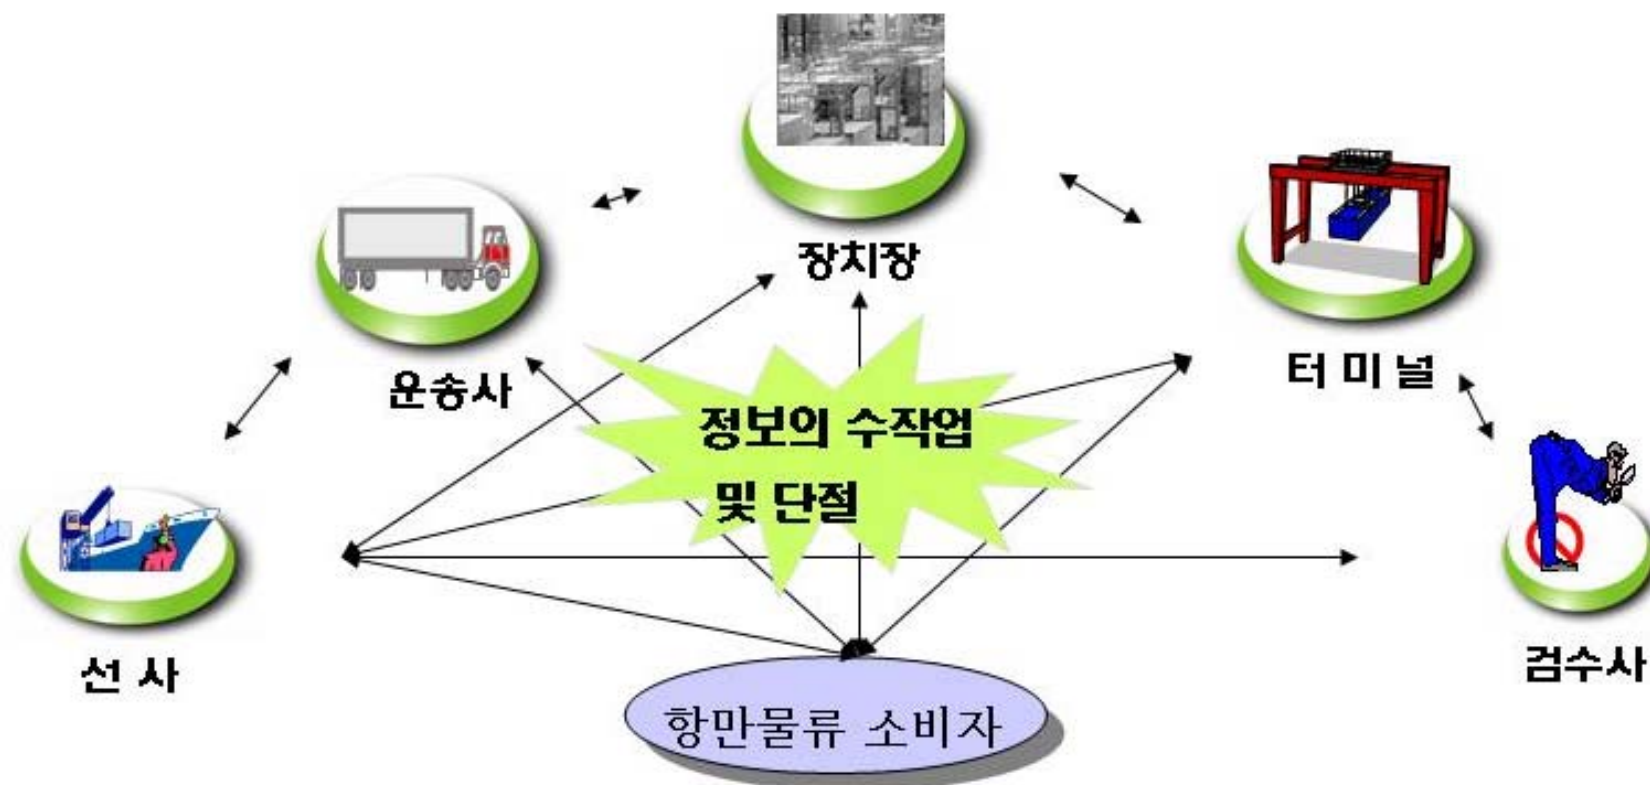 장치장
운송사
터 미 널
정보의 수작업
및 단절
선 사
검수사
항만물류 소비자